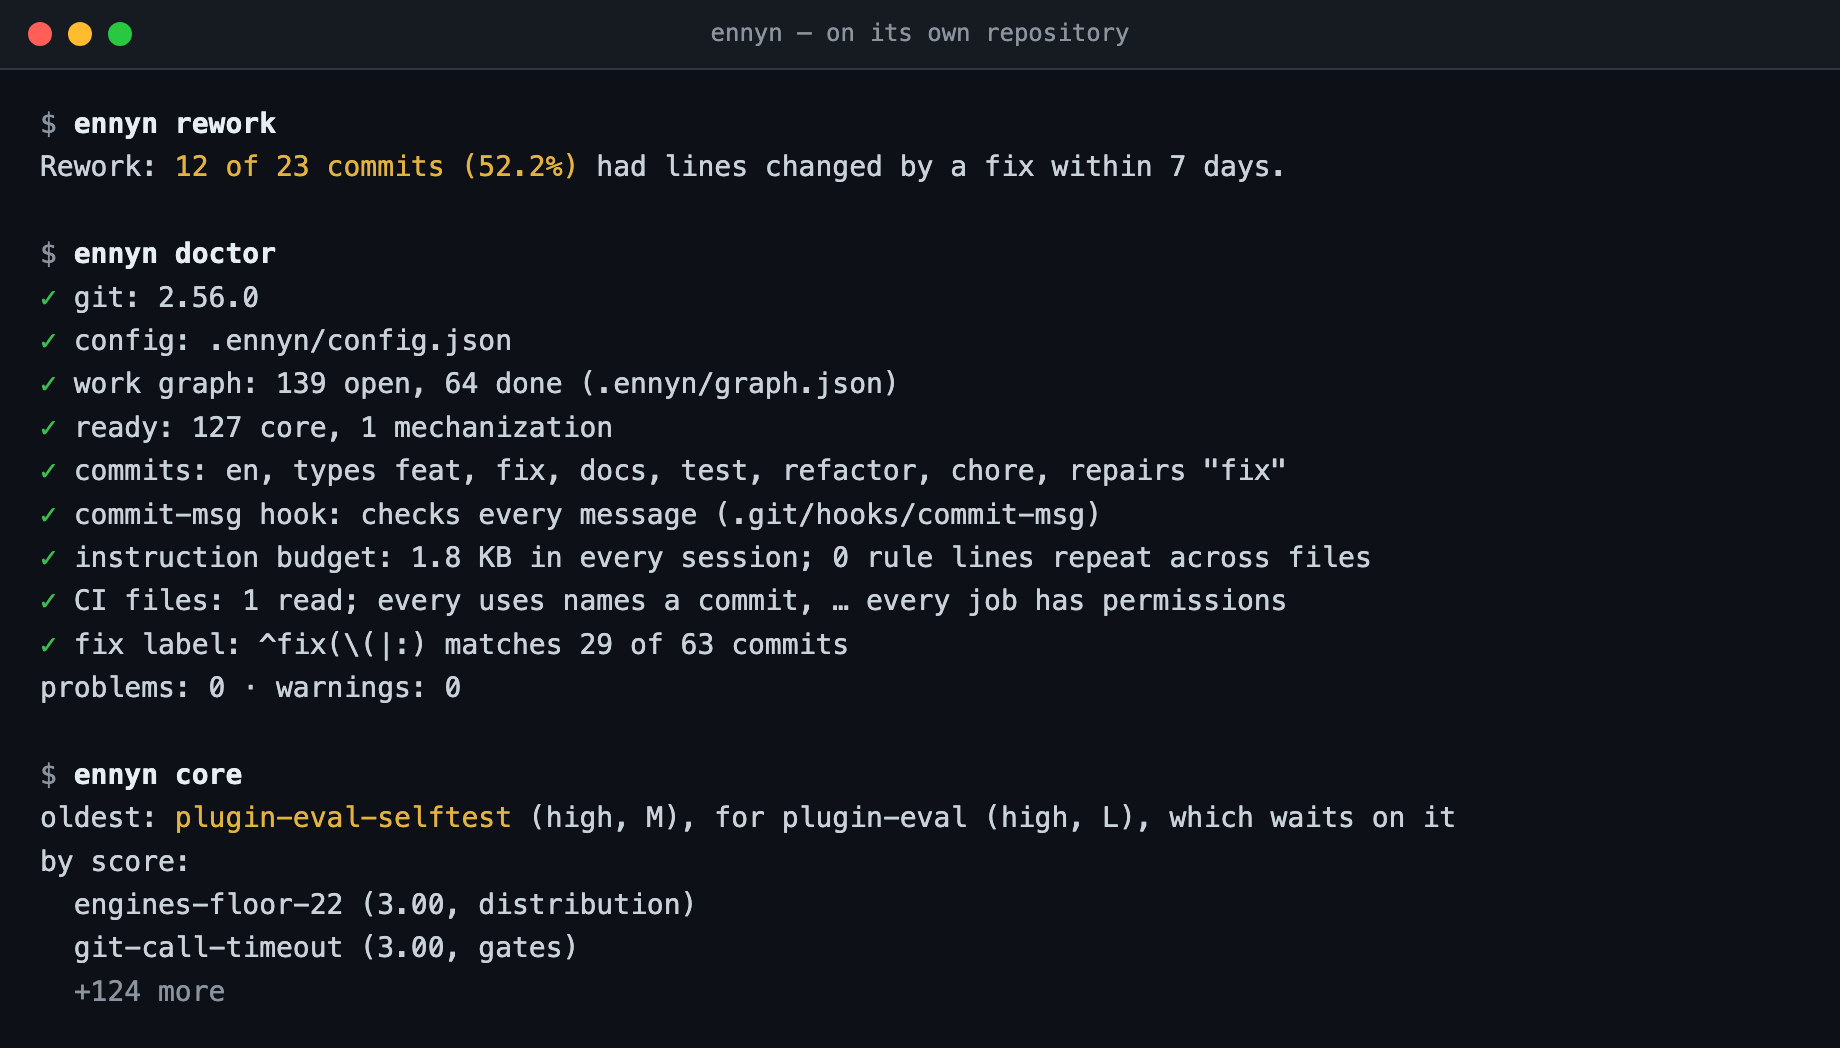 ennyn — on its own repository
$ ennyn rework
Rework: 12 of 23 commits (52.2%) had lines changed by a fix within 7 days.
$ ennyn doctor
✓ git: 2.56.0
✓ config: .ennyn/config.json
✓ work graph: 139 open, 64 done (.ennyn/graph.json)
✓ ready: 127 core, 1 mechanization
✓ commits: en, types feat, fix, docs, test, refactor, chore, repairs "fix"
✓ commit-msg hook: checks every message (.git/hooks/commit-msg)
✓ instruction budget: 1.8 KB in every session; 0 rule lines repeat across files
✓ CI files: 1 read; every uses names a commit, … every job has permissions
✓ fix label: ^fix(\(|:) matches 29 of 63 commits
problems: 0 · warnings: 0
$ ennyn core
oldest: plugin-eval-selftest (high, M), for plugin-eval (high, L), which waits on it
by score:
  engines-floor-22 (3.00, distribution)
  git-call-timeout (3.00, gates)
  +124 more